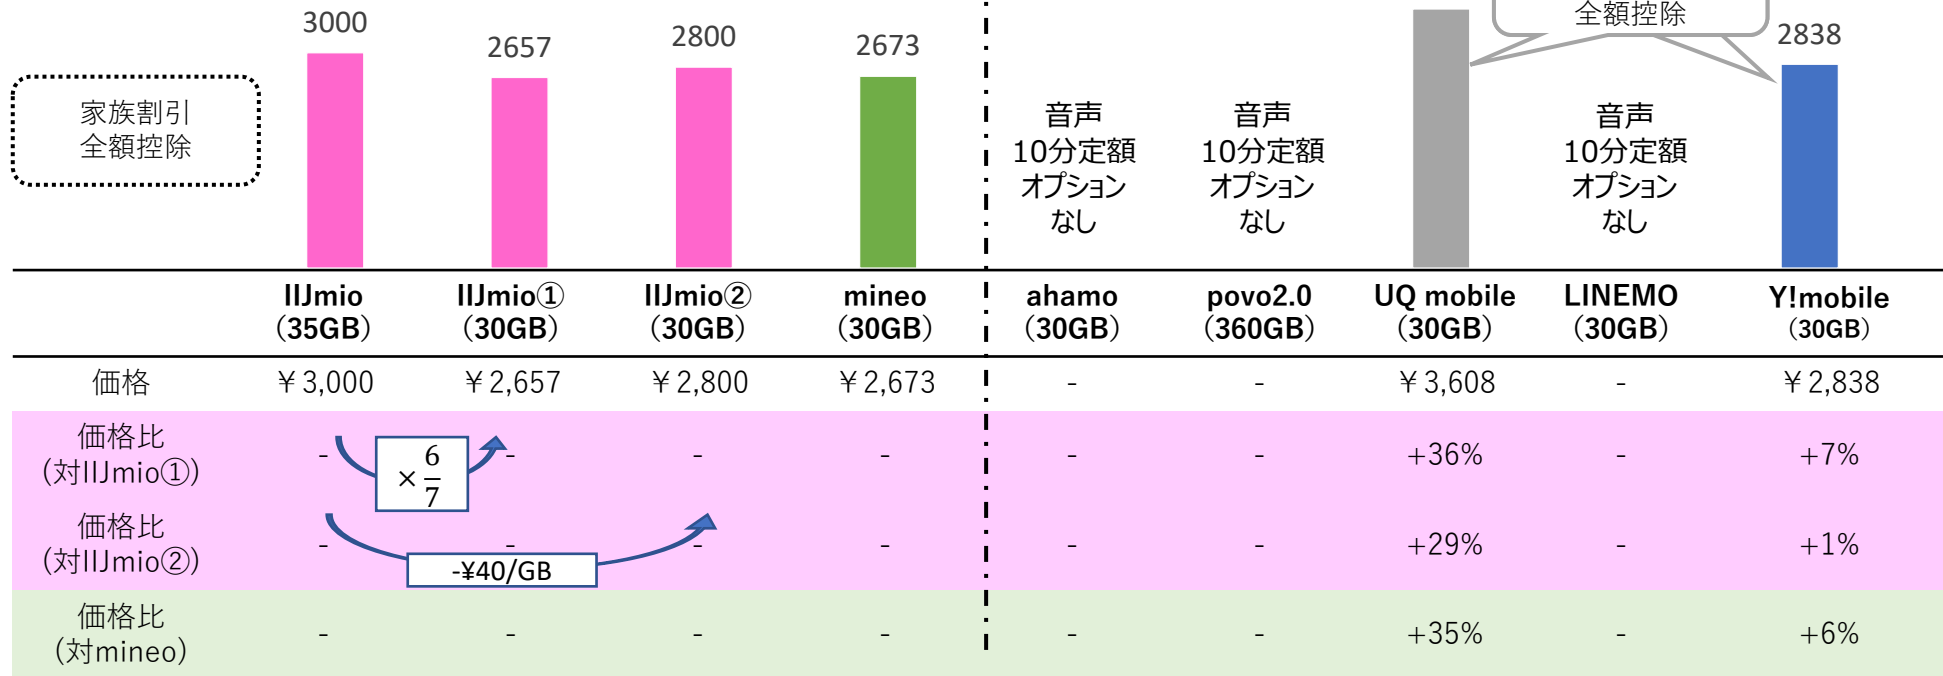 全額控除
3000
2657
2800
2673
2838
家族割引
全額控除
音声
10分定額
オプション
なし
音声
10分定額
オプション
なし
音声
10分定額
オプション
なし
IIJmio
（35GB）
IIJmio①
（30GB）
IIJmio②
（30GB）
mineo
（30GB）
ahamo
（30GB）
povo2.0
（360GB）
UQ mobile
（30GB）
LINEMO
（30GB）
Y!mobile
（30GB）
価格 ￥3,000 ￥2,657 ￥2,800 ￥2,673 - - ￥3,608 - ￥2,838
価格比
(対IIJmio①) - - - - - - +36% - +7%
×6/7
価格比
(対IIJmio②) - - - - - - +29% - +1%
-¥40/GB
価格比
(対mineo) - - - - - - +35% - +6%